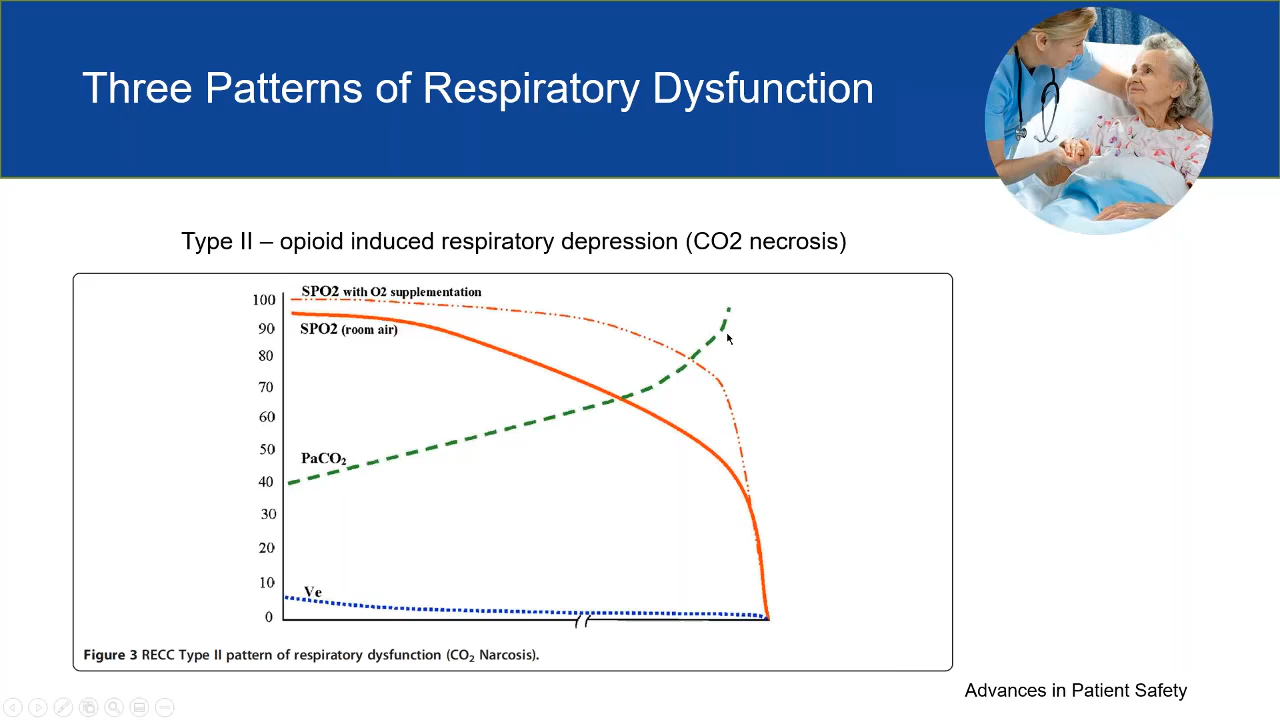 Three Patterns of Respiratory Dysfunction
Type II – opioid induced respiratory depression (CO2 necrosis)
SPO2 with O2 supplementation
100
90
SPO2 (room air)
80
70
60
50
PaCO₂
40
30
20
10
Ve
0
Figure 3 RECC Type II pattern of respiratory dysfunction (CO₂ Narcosis).
Advances in Patient Safety